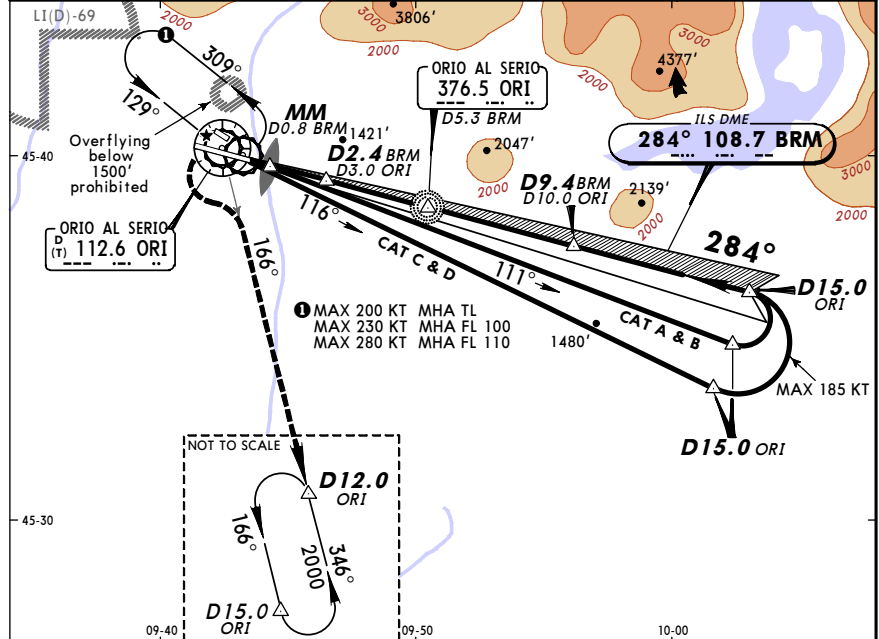 LI(D)-69
2000
3806'
2000
3000
4377'
2000
❶
309°
129°
Overflying
below
1500'
prohibited
MM
D0.8 BRM
1421'
D2.4 BRM
D3.0 ORI
ORIO AL SERIO
376.5 ORI
D5.3 BRM
2047'
2000
ILS DME
284° 108.7 BRM
3000
2000
45-40
D9.4 BRM
D10.0 ORI
2139'
2000
ORIO AL SERIO
D
(T) 112.6 ORI
166°
116°
CAT C & D
111°
CAT A & B
284°
D15.0
ORI
❶ MAX 200 KT MHA TL
MAX 230 KT MHA FL 100
MAX 280 KT MHA FL 110
1480'
MAX 185 KT
D15.0 ORI
NOT TO SCALE
D12.0
ORI
166°
2000
346°
D15.0
ORI
45-30
09-40
09-50
10-00